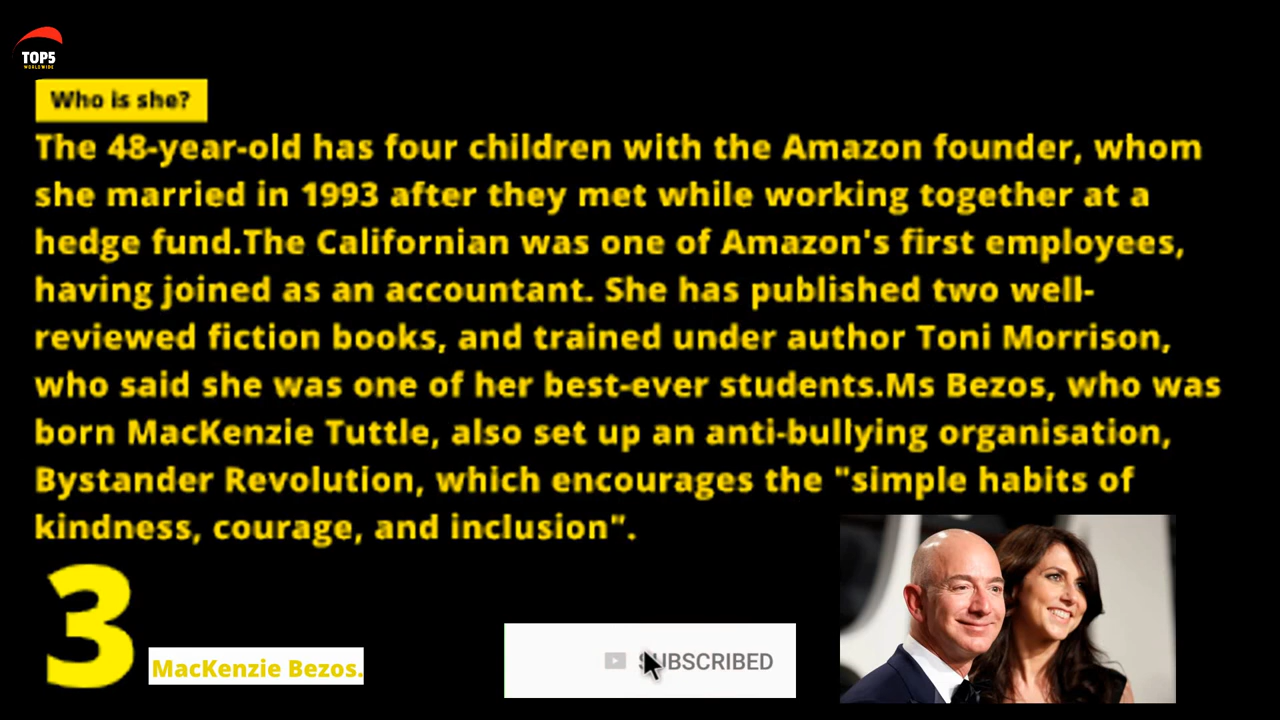 TOP5
WORLDWIDE
Who is she?
The 48-year-old has four children with the Amazon founder, whom
she married in 1993 after they met while working together at a
hedge fund.The Californian was one of Amazon's first employees,
having joined as an accountant. She has published two well-
reviewed fiction books, and trained under author Toni Morrison,
who said she was one of her best-ever students.Ms Bezos, who was
born MacKenzie Tuttle, also set up an anti-bullying organisation,
Bystander Revolution, which encourages the "simple habits of
kindness, courage, and inclusion".
3
MacKenzie Bezos.
SUBSCRIBED